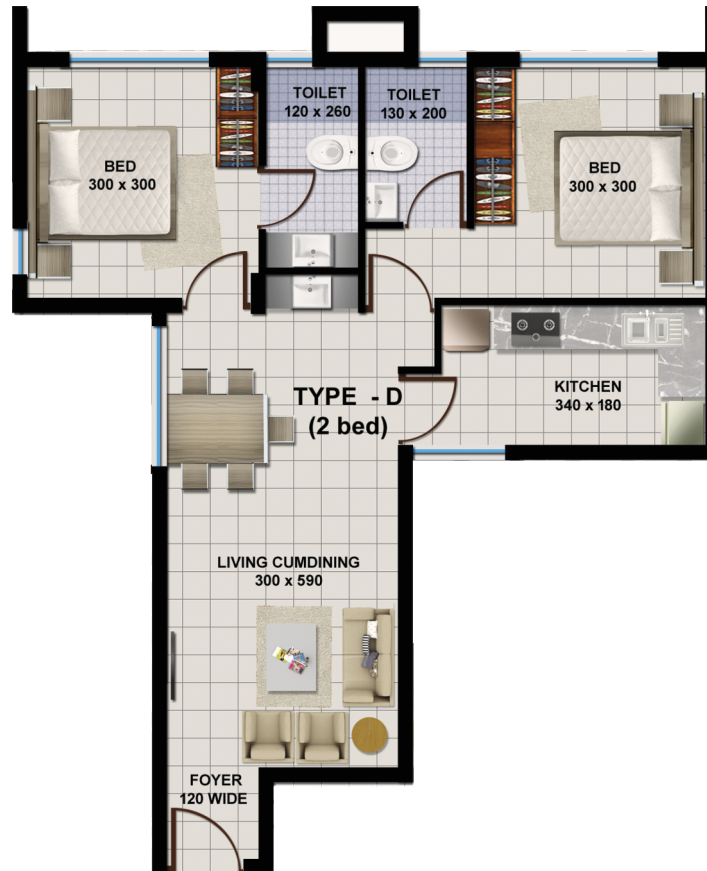 TOILET
120 x 260
TOILET
130 x 200
BED
300 x 300
BED
300 x 300
TYPE - D
(2 bed)
KITCHEN
340 x 180
LIVING CUMDINING
300 x 590
FOYER
120 WIDE